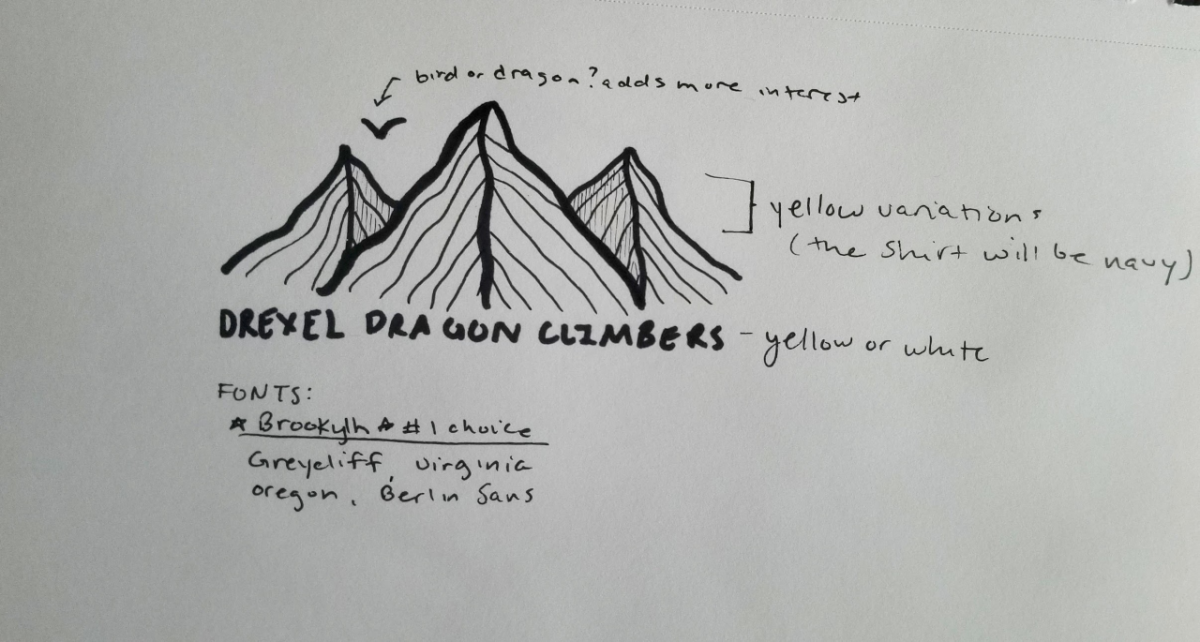 bird or dragon? adds more interest
yellow variations
(the shirt will be navy)
DREXEL DRAGON CLIMBERS - yellow or white
FONTS:
☆ Brookylh ☆ #1 choice
Greycliff, virginia
oregon, Berlin Sans